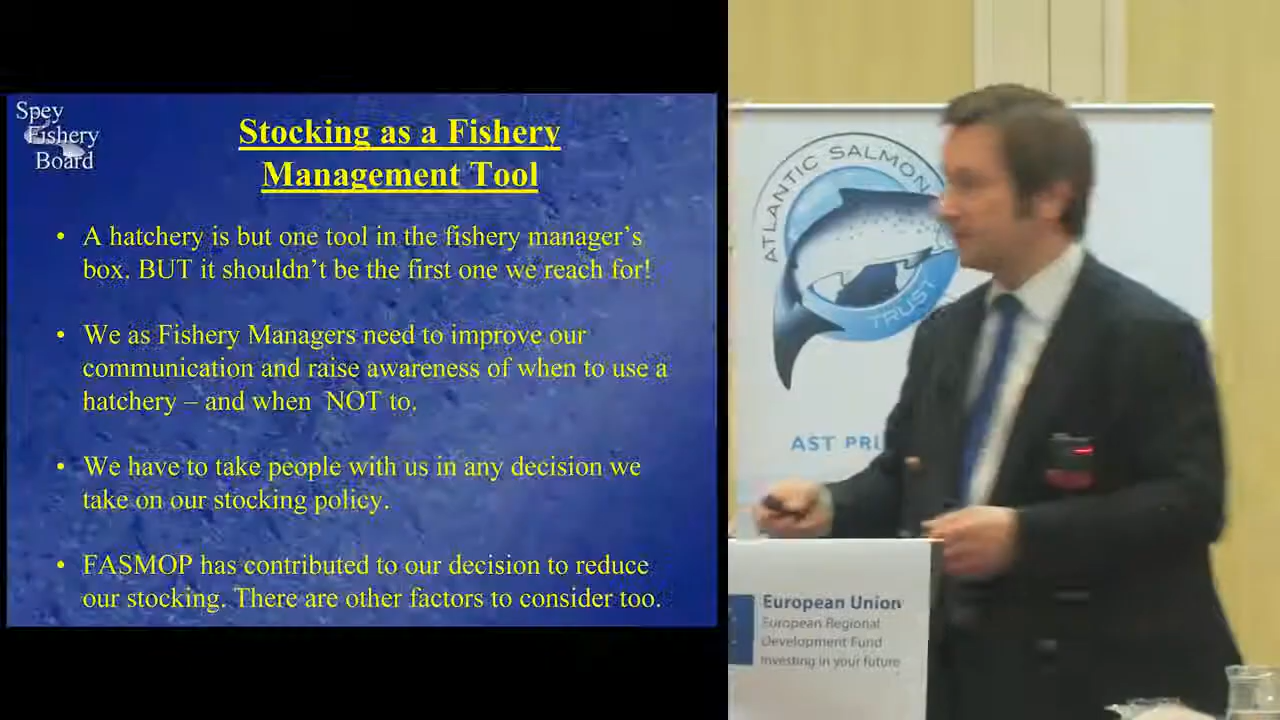 Spey
Fishery
Board
Stocking as a Fishery
Management Tool
• A hatchery is but one tool in the fishery manager's
box. BUT it shouldn't be the first one we reach for!
• We as Fishery Managers need to improve our
communication and raise awareness of when to use a
hatchery – and when NOT to.
• We have to take people with us in any decision we
take on our stocking policy.
• FASMOP has contributed to our decision to reduce
our stocking. There are other factors to consider too.
ATLANTIC SALMON
TRUST
AST
European Union
European Regional
Development Fund
Investing in your future